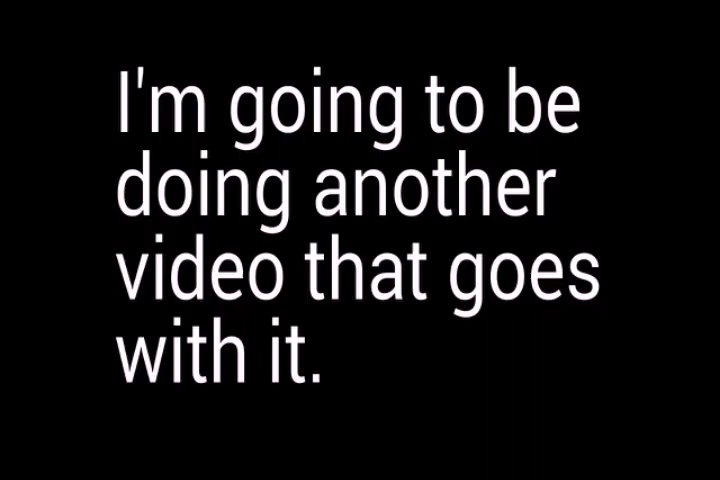 I'm going to be
doing another
video that goes
with it.